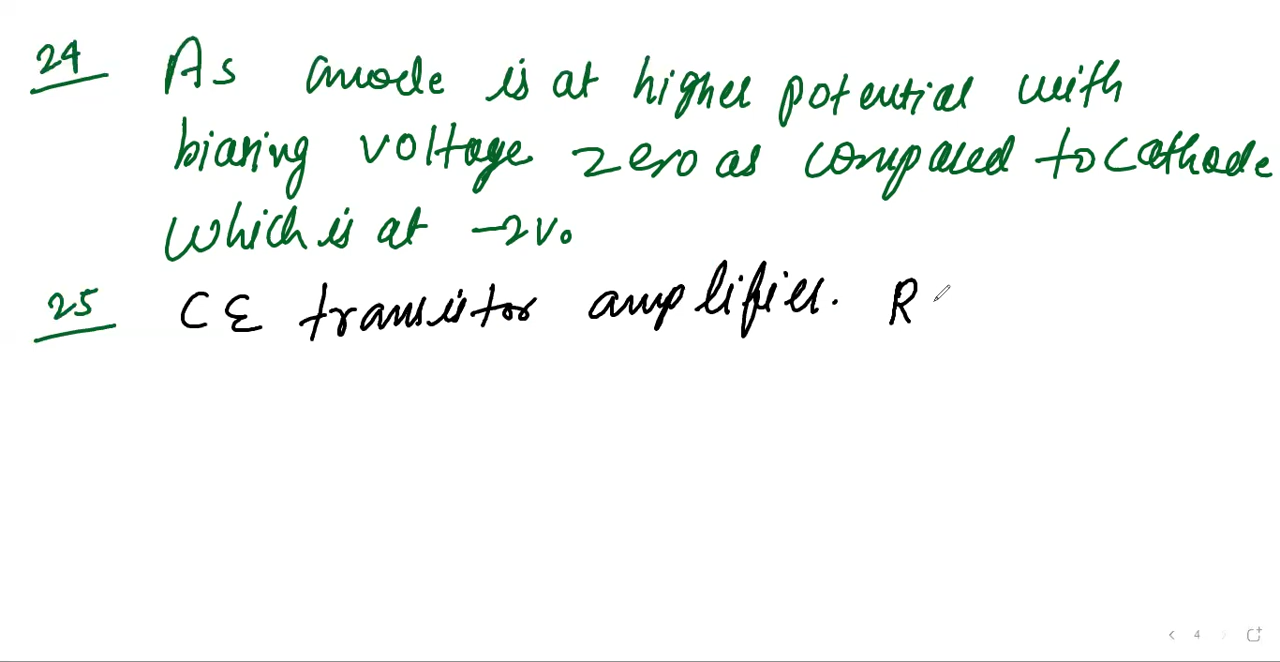 24 As anode is at higher potential with
biasing voltage zero as compared to cathode
which is at -2V.
25 CE transistor amplifier. R
4